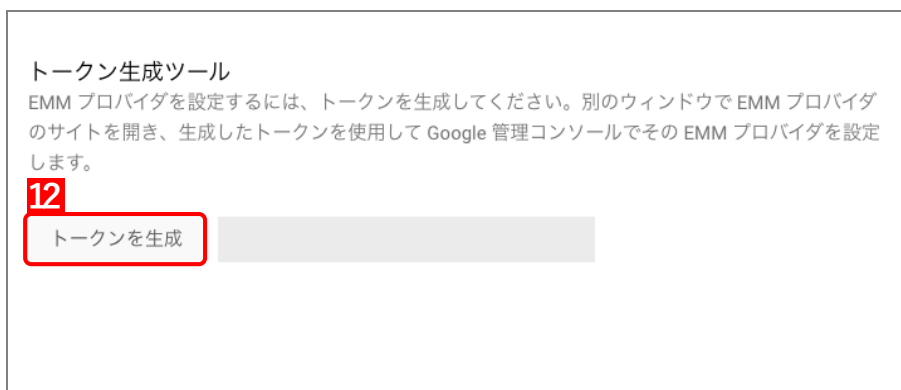 トークン生成ツール
EMM プロバイダを設定するには、トークンを生成してください。別のウィンドウで EMM プロバイダ
のサイトを開き、生成したトークンを使用して Google 管理コンソールでその EMM プロバイダを設定
します。
12
トークンを生成